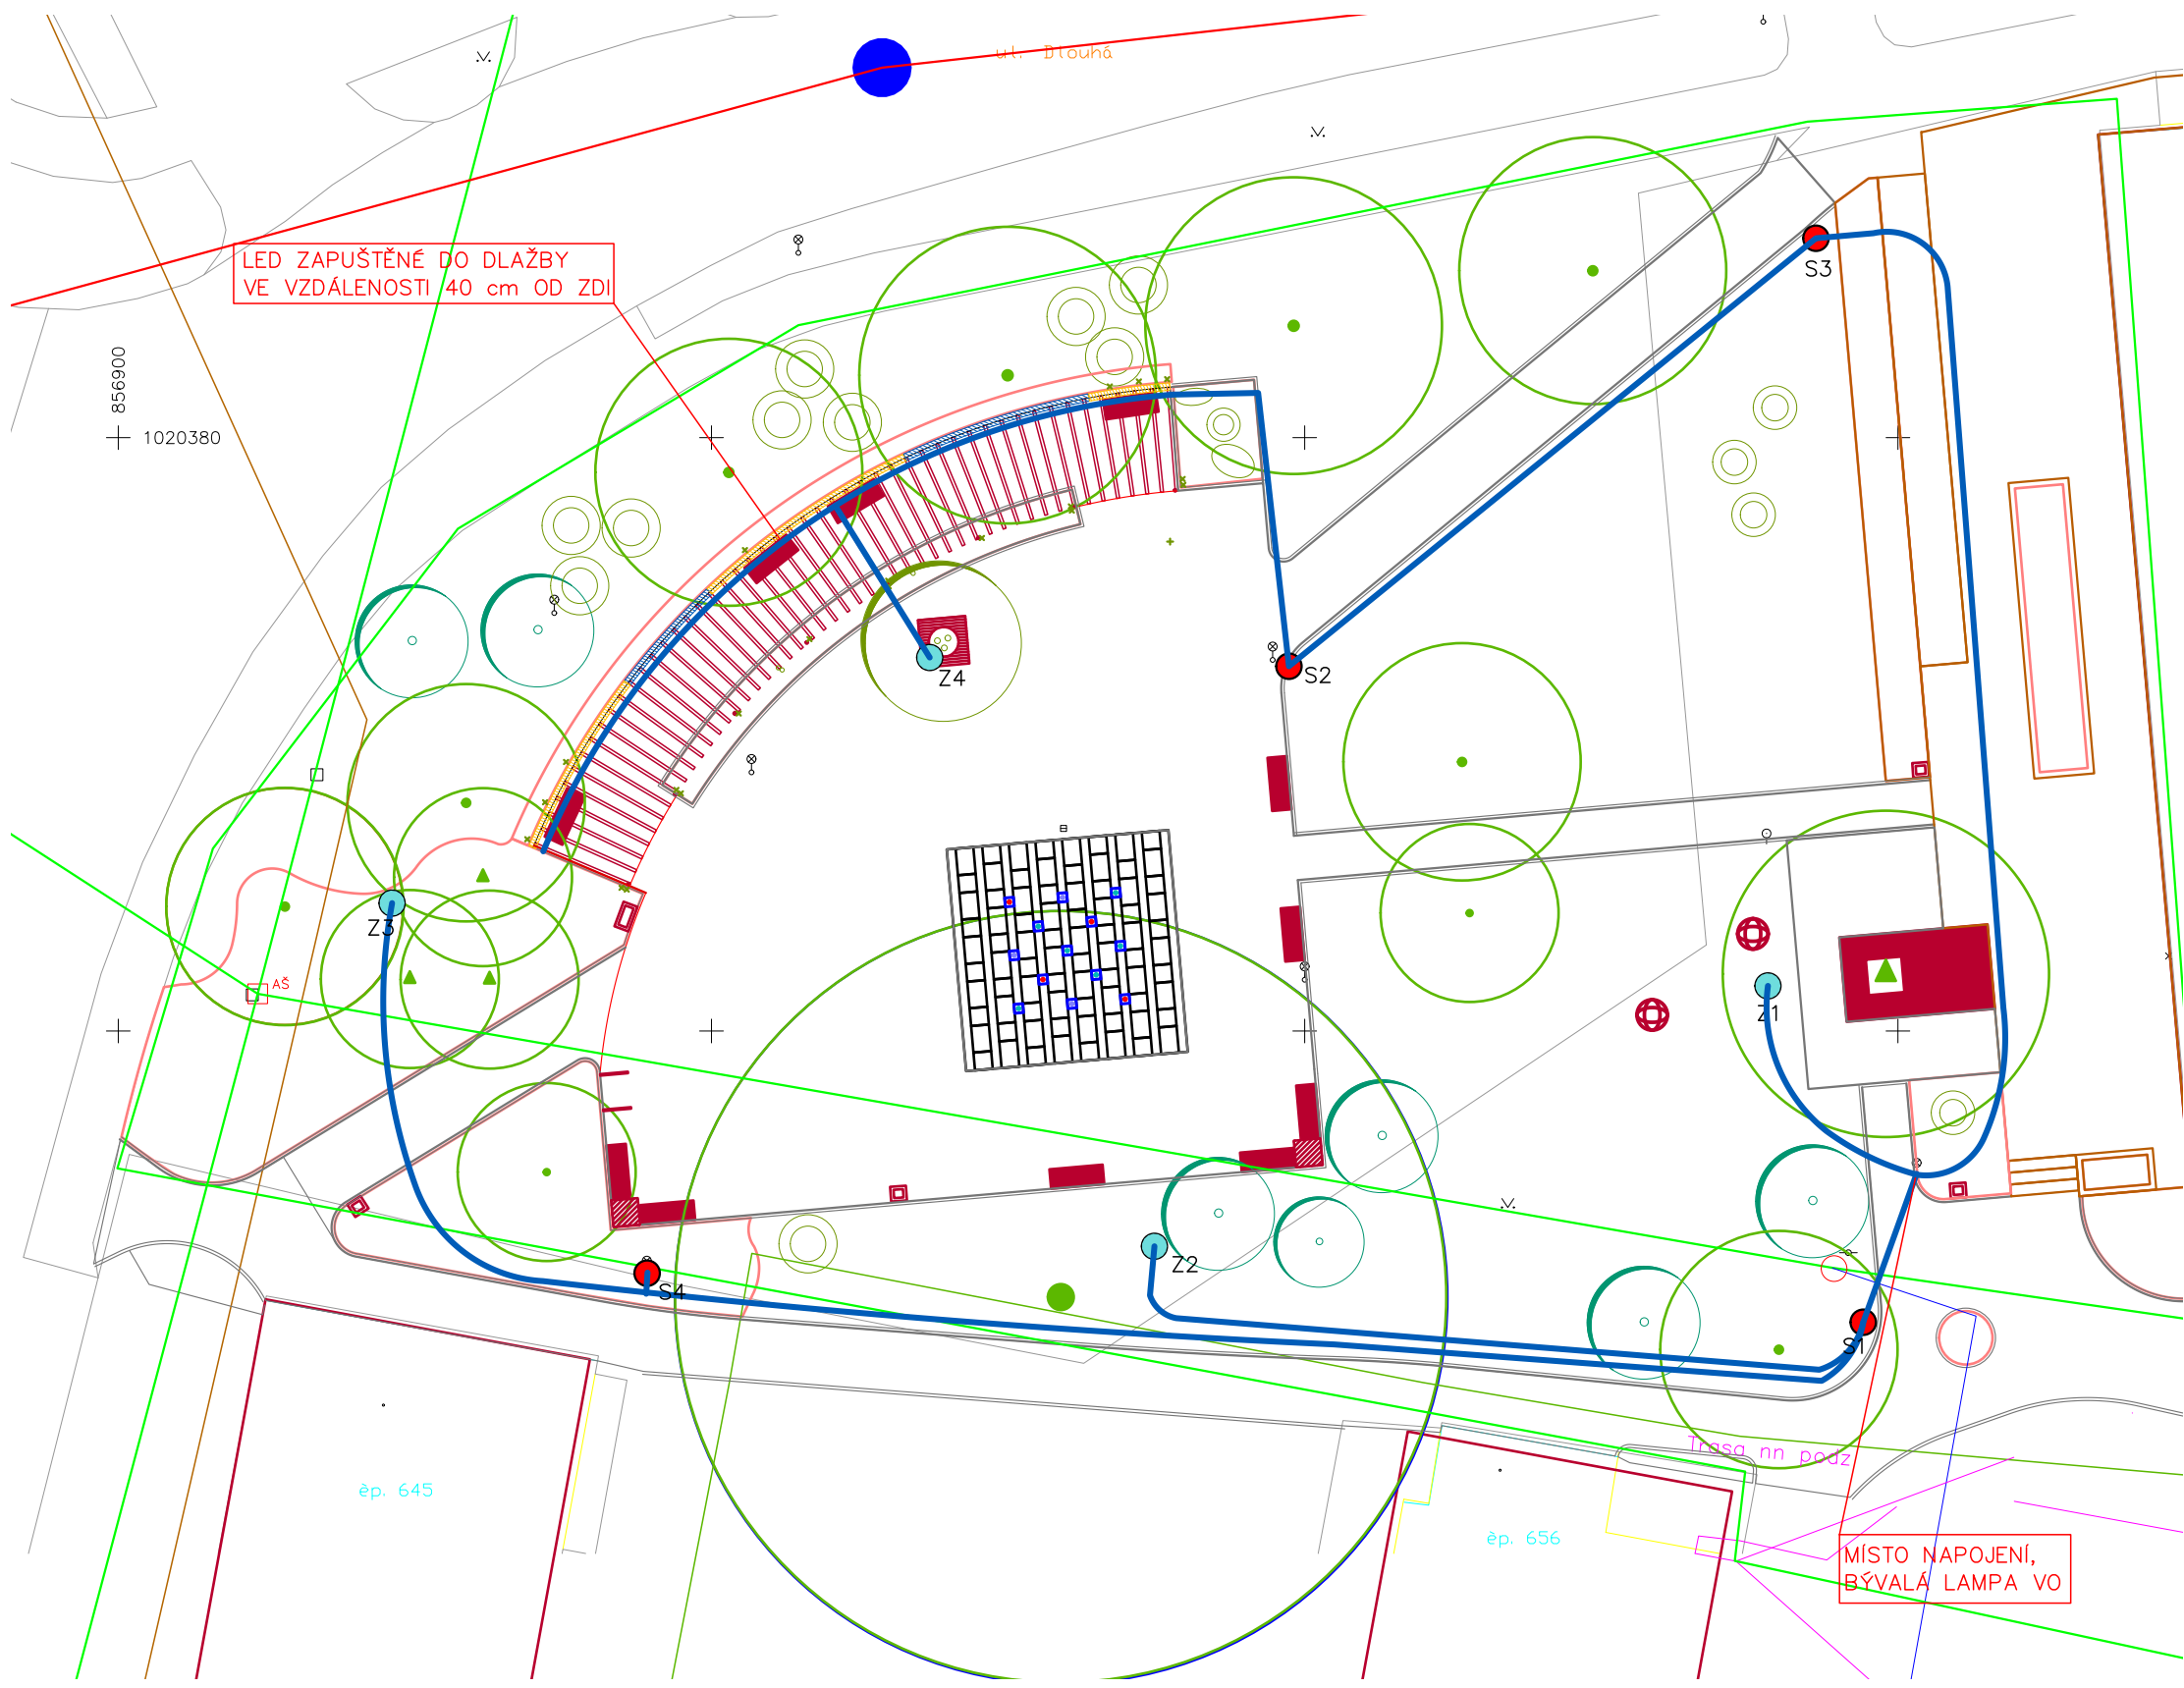 ul. Dlouhá
LED ZAPUŠTĚNÉ DO DLAŽBY
VE VZDÁLENOSTI 40 cm OD ZDI
S3
856900
1020380
S2
Z4
Z3
AŠ
Z1
Z2
S4
S1
Trasa nn podz
èp. 645
èp. 656
MÍSTO NAPOJENÍ,
BÝVALÁ LAMPA VO